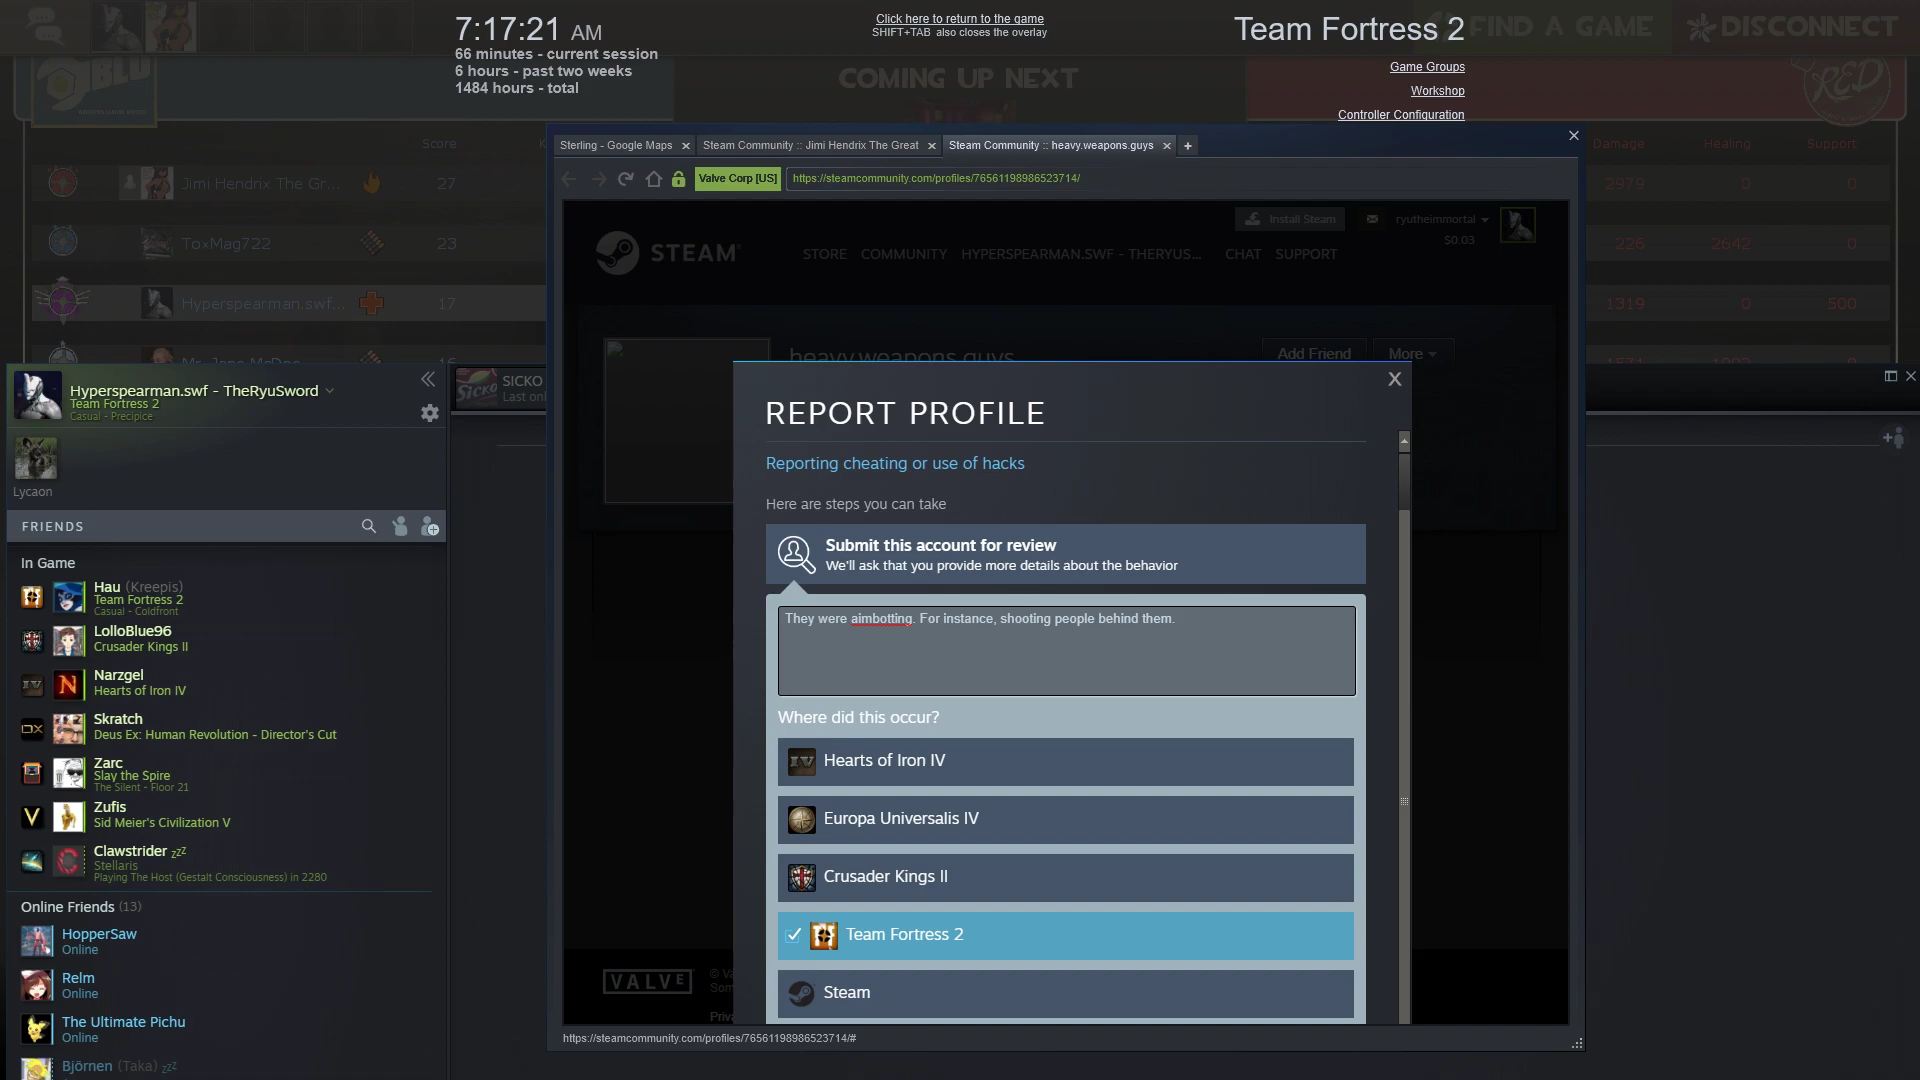 7:17:21 AM
66 minutes - current session
6 hours - past two weeks
1484 hours - total
Click here to return to the game
SHIFT+TAB also closes the overlay
Team Fortress 2
Game Groups
Workshop
Controller Configuration
FIND A GAME
DISCONNECT
BLU
COMING UP NEXT
RED
Score
Damage
Healing
Support
Jimi Hendrix The Gr...
27
2979
0
0
ToxMag722
23
226
2642
0
Hyperspearman.swf...
17
1319
0
500
Sterling - Google Maps
Steam Community :: Jimi Hendrix The Great
Steam Community :: heavy.weapons.guys
Valve Corp [US]
https://steamcommunity.com/profiles/76561198986523714/
Install Steam
ryutheimmortal
$0.03
STEAM
STORE
COMMUNITY
HYPERSPEARMAN.SWF - THERYUS...
CHAT
SUPPORT
heavy.weapons.guys
Add Friend
More
REPORT PROFILE
X
Reporting cheating or use of hacks
Here are steps you can take
Submit this account for review
We'll ask that you provide more details about the behavior
They were aimbotting. For instance, shooting people behind them.
Where did this occur?
Hearts of Iron IV
Europa Universalis IV
Crusader Kings II
Team Fortress 2
Steam
VALVE
https://steamcommunity.com/profiles/76561198986523714/#
Hyperspearman.swf - TheRyuSword
Team Fortress 2
Casual - Precipice
Lycaon
SICKO
FRIENDS
In Game
Hau (Kreepis)
Team Fortress 2
Casual - Coldfront
LolloBlue96
Crusader Kings II
Narzgel
Hearts of Iron IV
Skratch
Deus Ex: Human Revolution - Director's Cut
Zarc
Slay the Spire
The Silent - Floor 21
Zufis
Sid Meier's Civilization V
Clawstrider zzZ
Stellaris
Playing The Host (Gestalt Consciousness) in 2280
Online Friends (13)
HopperSaw
Online
Relm
Online
The Ultimate Pichu
Online
Björnen (Taka) zzZ